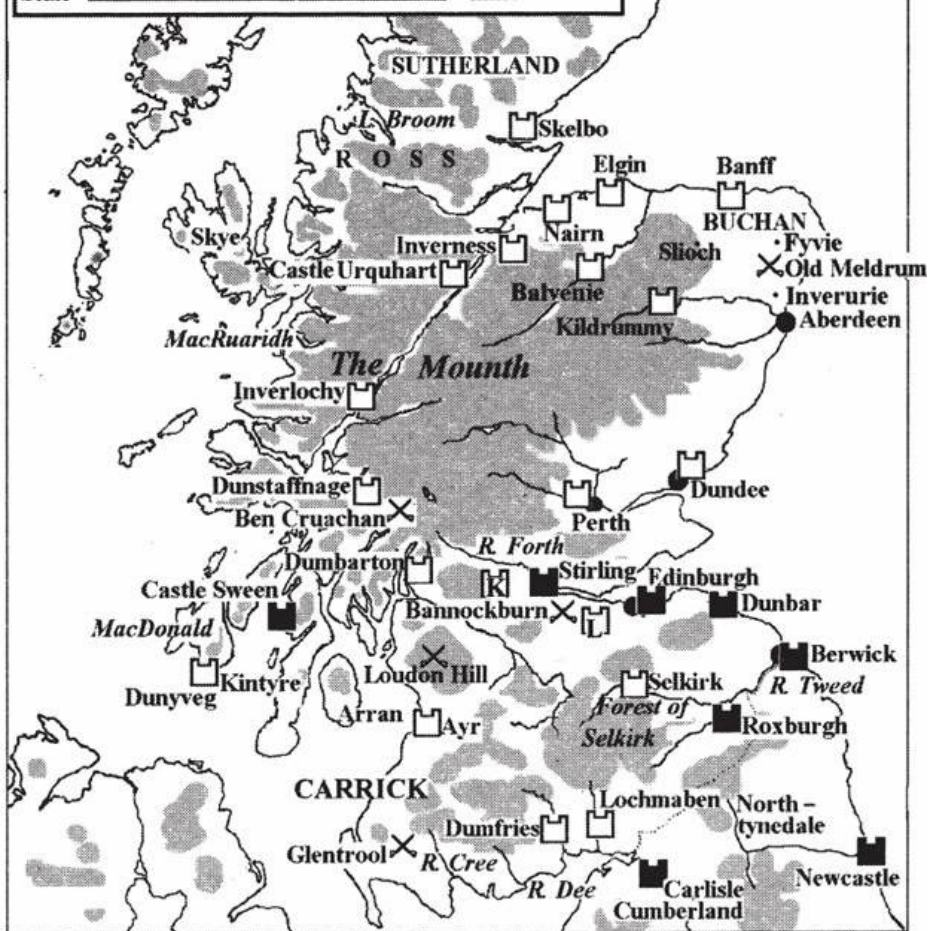 SUTHERLAND
L. Broom
Skelbo
R O S S
Elgin
Banff
BUCHAN
Nairn
Skye
Inverness
Slioch
Fyvie
Castle Urquhart
Old Meldrum
Balvenie
Inverurie
Kildrummy
Aberdeen
MacRuaridh
The Mounth
Inverlochy
Dunstaffnage
Dundee
Ben Cruachan
Perth
R. Forth
Dumbarton
Stirling
Edinburgh
K
Castle Sween
Bannockburn
Dunbar
L
MacDonald
Loudon Hill
Berwick
Selkirk
R. Tweed
Dunyveg
Kintyre
Forest of
Selkirk
Arran
Ayr
Roxburgh
CARRICK
Lochmaben
North –
tynedale
Dumfries
Glentrool
R. Cree
Newcastle
R. Dee
Carlisle
Cumberland